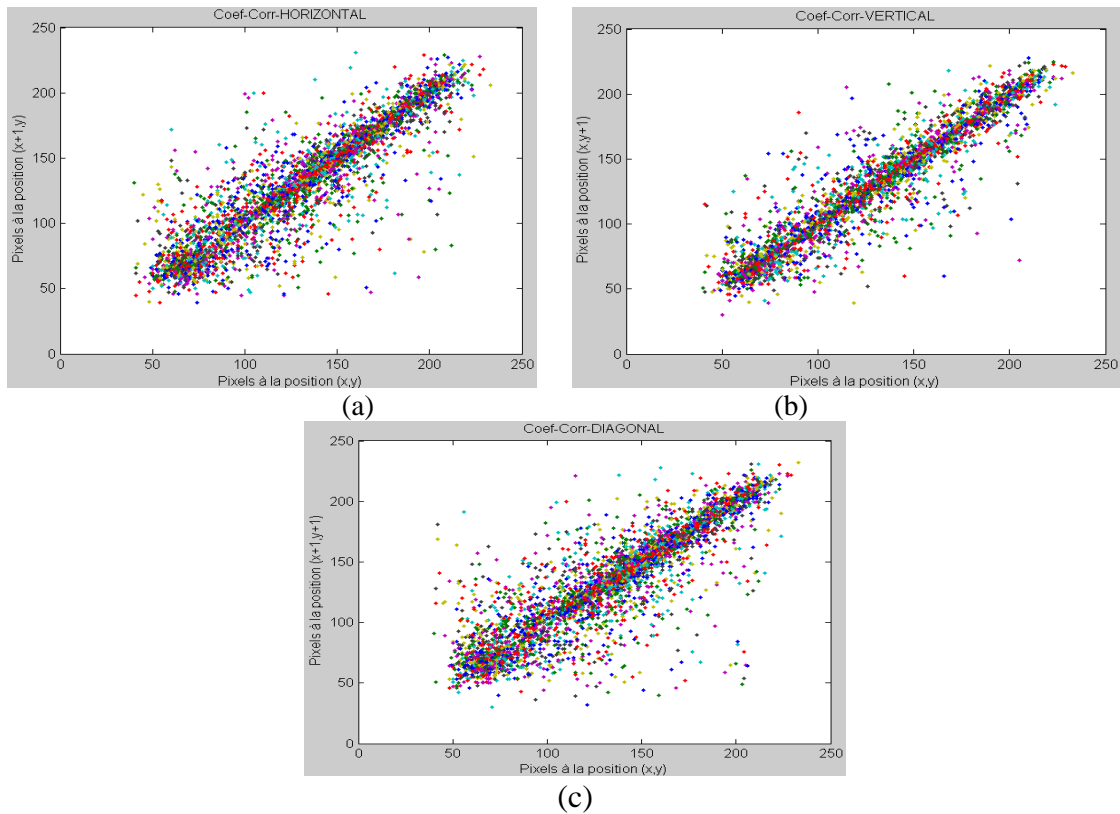 Coef-Corr-HORIZONTAL
250
200
150
100
50
0
Pixels à la position (x+1,y)
0 50 100 150 200 250
Pixels à la position (x,y)
(a)
Coef-Corr-VERTICAL
250
200
150
100
50
0
Pixels à la position (x,y+1)
0 50 100 150 200 250
Pixels à la position (x,y)
(b)
Coef-Corr-DIAGONAL
250
200
150
100
50
0
Pixels à la position (x+1,y+1)
0 50 100 150 200 250
Pixels à la position (x,y)
(c)